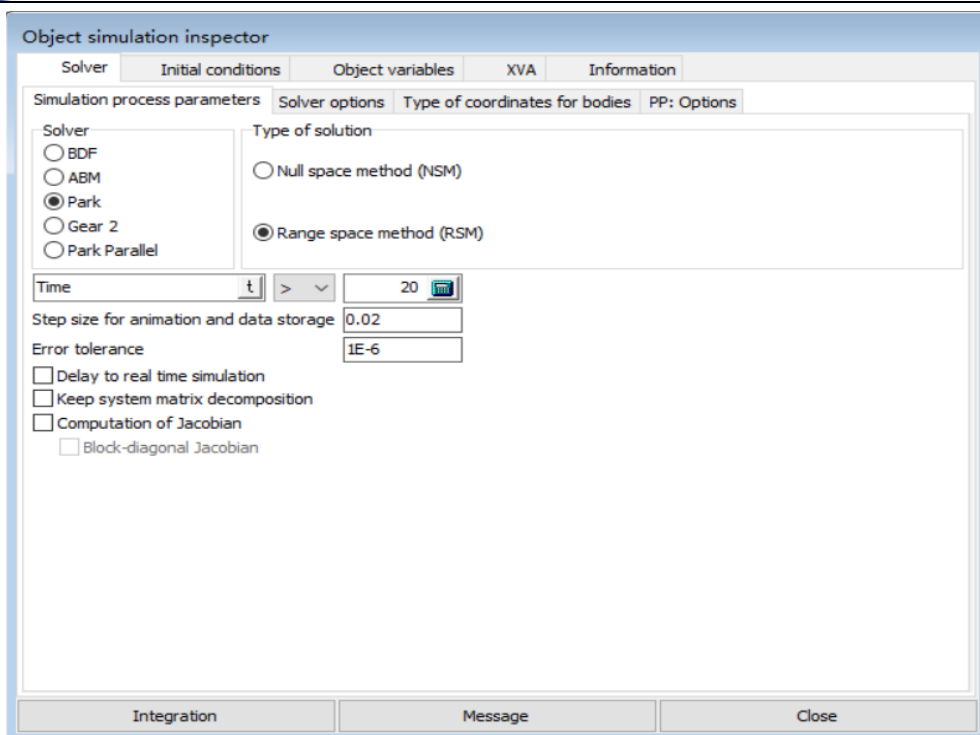 Object simulation inspector
Solver Initial conditions Object variables XVA Information
Simulation process parameters Solver options Type of coordinates for bodies PP: Options
Solver Type of solution
BDF
Null space method (NSM)
ABM
Park
Gear 2
Range space method (RSM)
Park Parallel
Time t > 20
Step size for animation and data storage 0.02
Error tolerance 1E-6
Delay to real time simulation
Keep system matrix decomposition
Computation of Jacobian
Block-diagonal Jacobian
Integration Message Close